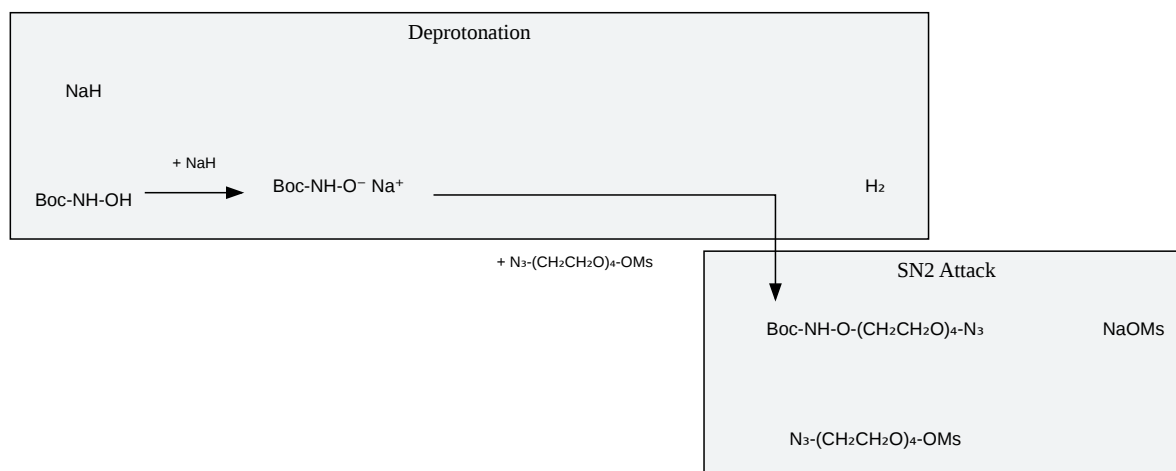 Deprotonation
NaH
+ NaH
Boc-NH-OH
Boc-NH-O⁻ Na⁺
H₂
+ N₃-(CH₂CH₂O)₄-OMs
SN2 Attack
Boc-NH-O-(CH₂CH₂O)₄-N₃
NaOMs
N₃-(CH₂CH₂O)₄-OMs